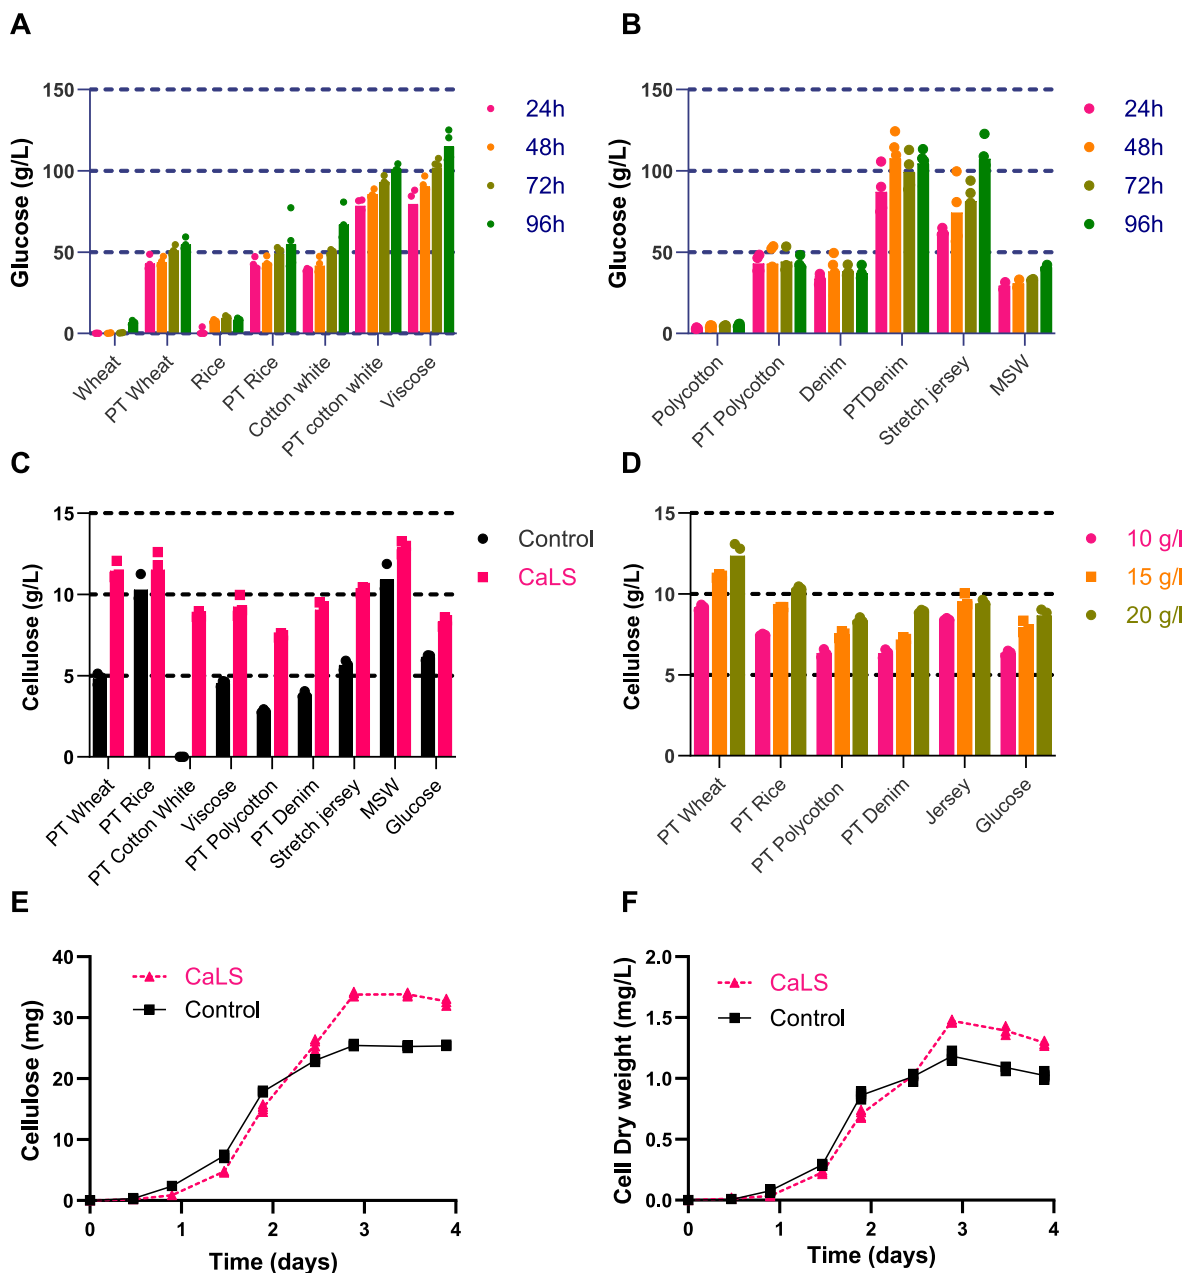 A
Glucose (g/L)
150
100
50
0
Wheat
PT Wheat
Rice
PT Rice
Cotton white
PT cotton white
Viscose
24h
48h
72h
96h
B
Glucose (g/L)
150
100
50
0
Polycotton
PT Polycotton
Denim
PTDenim
Stretch jersey
MSW
24h
48h
72h
96h
C
Cellulose (g/L)
15
10
5
0
PT Wheat
PT Rice
PT Cotton White
Viscose
PT Polycotton
PT Denim
Stretch jersey
MSW
Glucose
Control
CaLS
D
Cellulose (g/L)
15
10
5
0
PT Wheat
PT Rice
PT Polycotton
PT Denim
Jersey
Glucose
10 g/l
15 g/l
20 g/l
E
Cellulose (mg)
40
30
20
10
0
0 1 2 3 4
Time (days)
CaLS
Control
F
Cell Dry weight (mg/L)
2.0
1.5
1.0
0.5
0.0
0 1 2 3 4
Time (days)
CaLS
Control